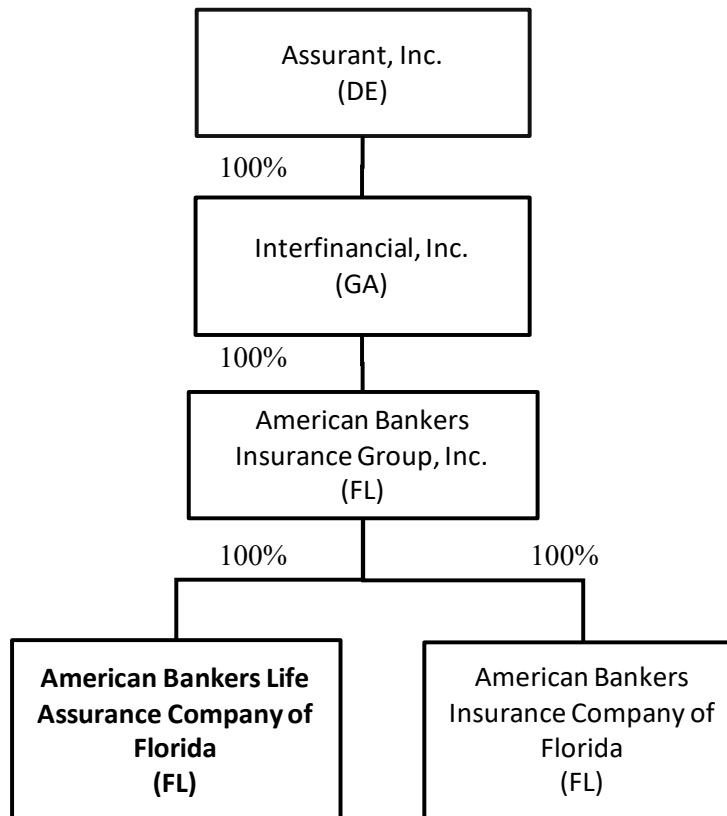 Assurant, Inc.
(DE)
100%
Interfinancial, Inc.
(GA)
100%
American Bankers
Insurance Group, Inc.
(FL)
100%
100%
American Bankers Life
Assurance Company of
Florida
(FL)
American Bankers
Insurance Company of
Florida
(FL)